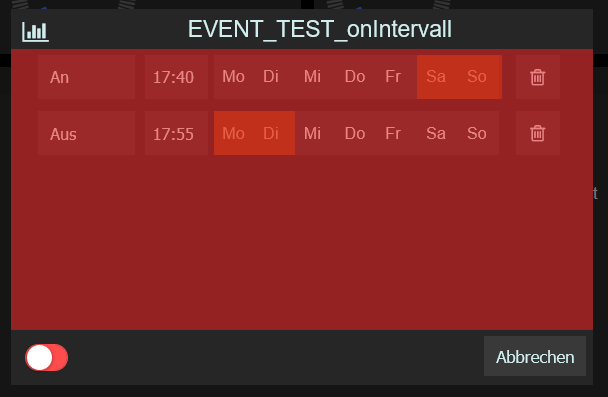 EVENT_TEST_onIntervall
An 17:40 Mo Di Mi Do Fr Sa So
Aus 17:55 Mo Di Mi Do Fr Sa So
t
Abbrechen